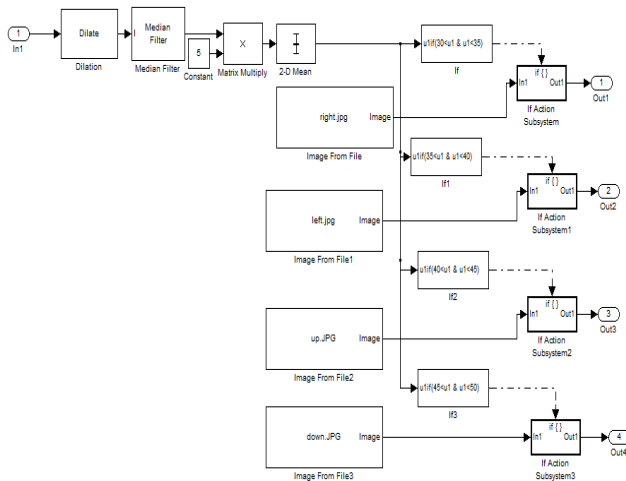 1
In1
Dilate
I
Dilation
Median
Filter
Median Filter
5
Constant
X
Matrix Multiply
2-D Mean
u1if(30<u1 & u1<35)
If
if { }
In1 Out1
If Action
Subsystem
1
Out1
right.jpg Image
Image From File
u1if(35<u1 & u1<40)
If1
if { }
In1 Out1
If Action
Subsystem1
2
Out2
left.jpg Image
Image From File1
u1if(40<u1 & u1<45)
If2
if { }
In1 Out1
If Action
Subsystem2
3
Out3
up.JPG Image
Image From File2
u1if(45<u1 & u1<50)
If3
if { }
In1 Out1
If Action
Subsystem3
4
Out4
down.JPG Image
Image From File3